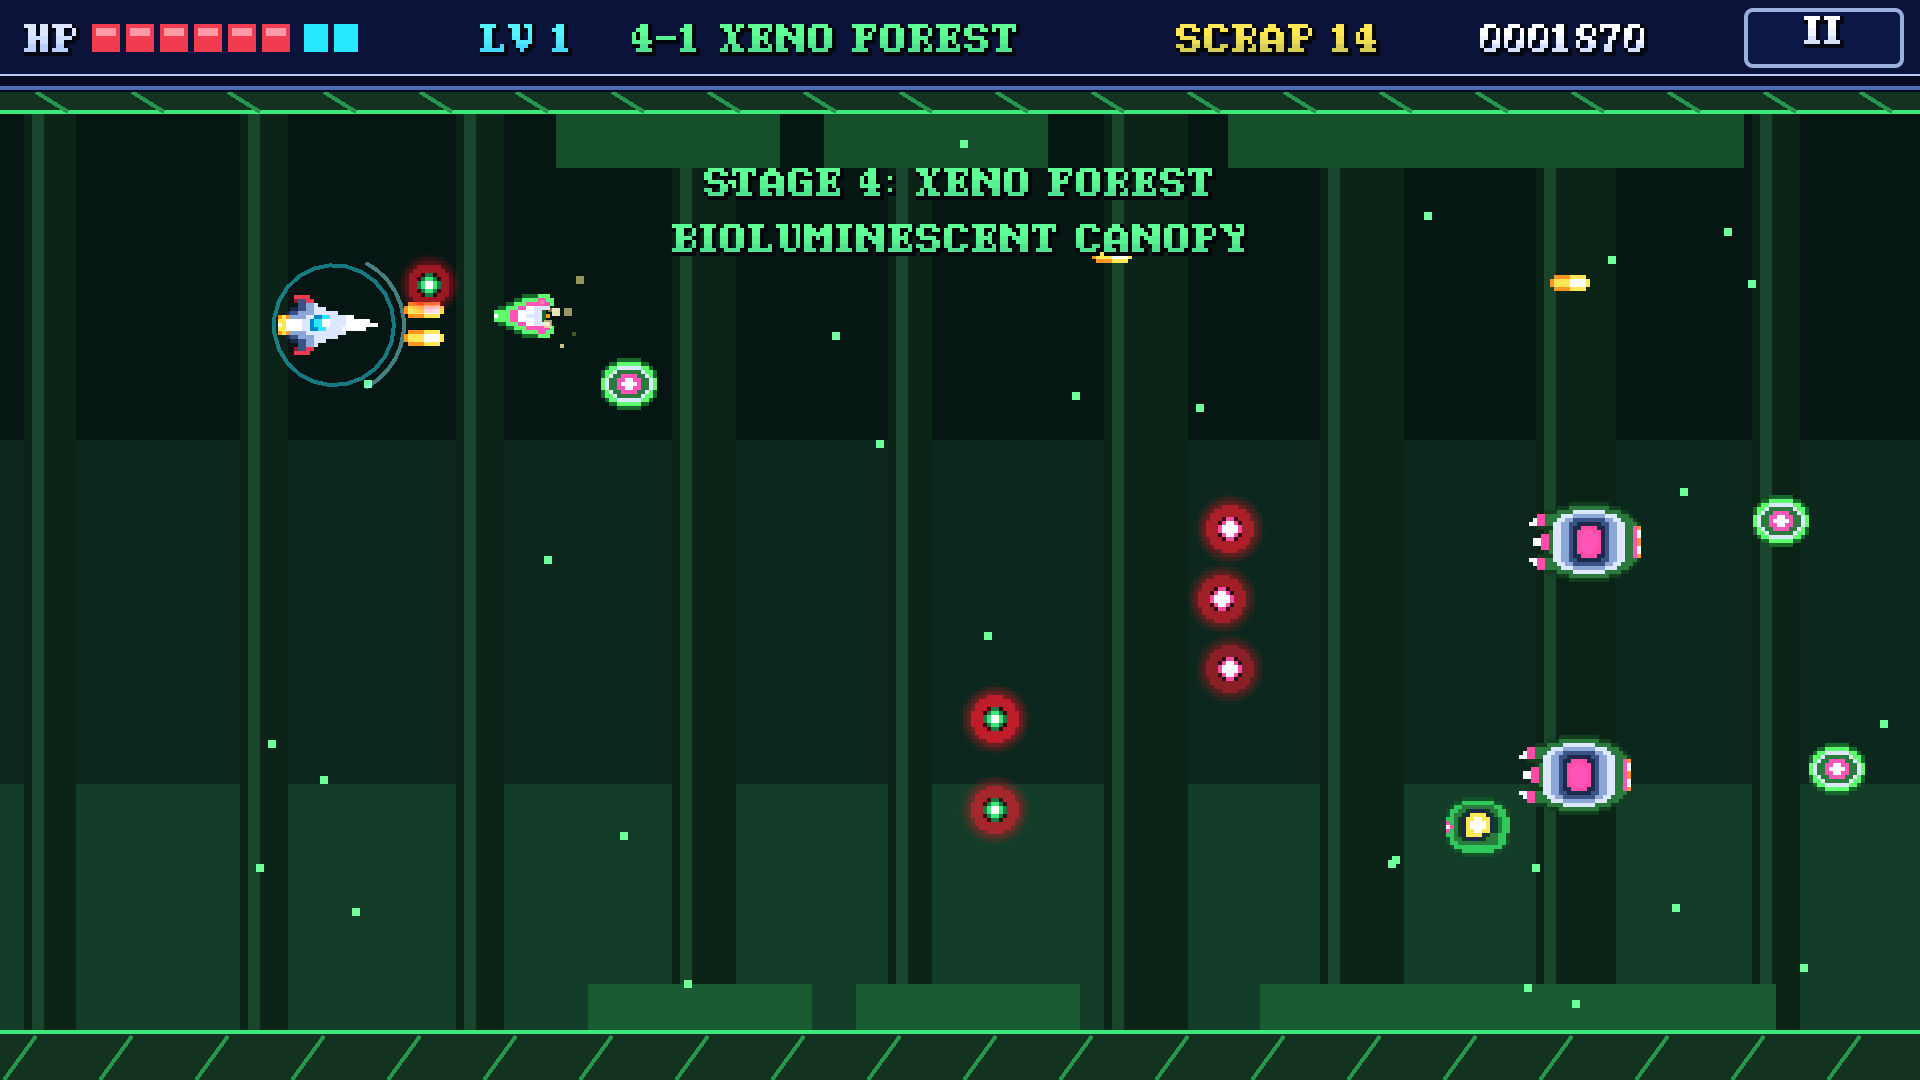 HP LV 1 4-1 XENO FOREST SCRAP 14 0001870 II
STAGE 4: XENO FOREST
BIOLUMINESCENT CANOPY